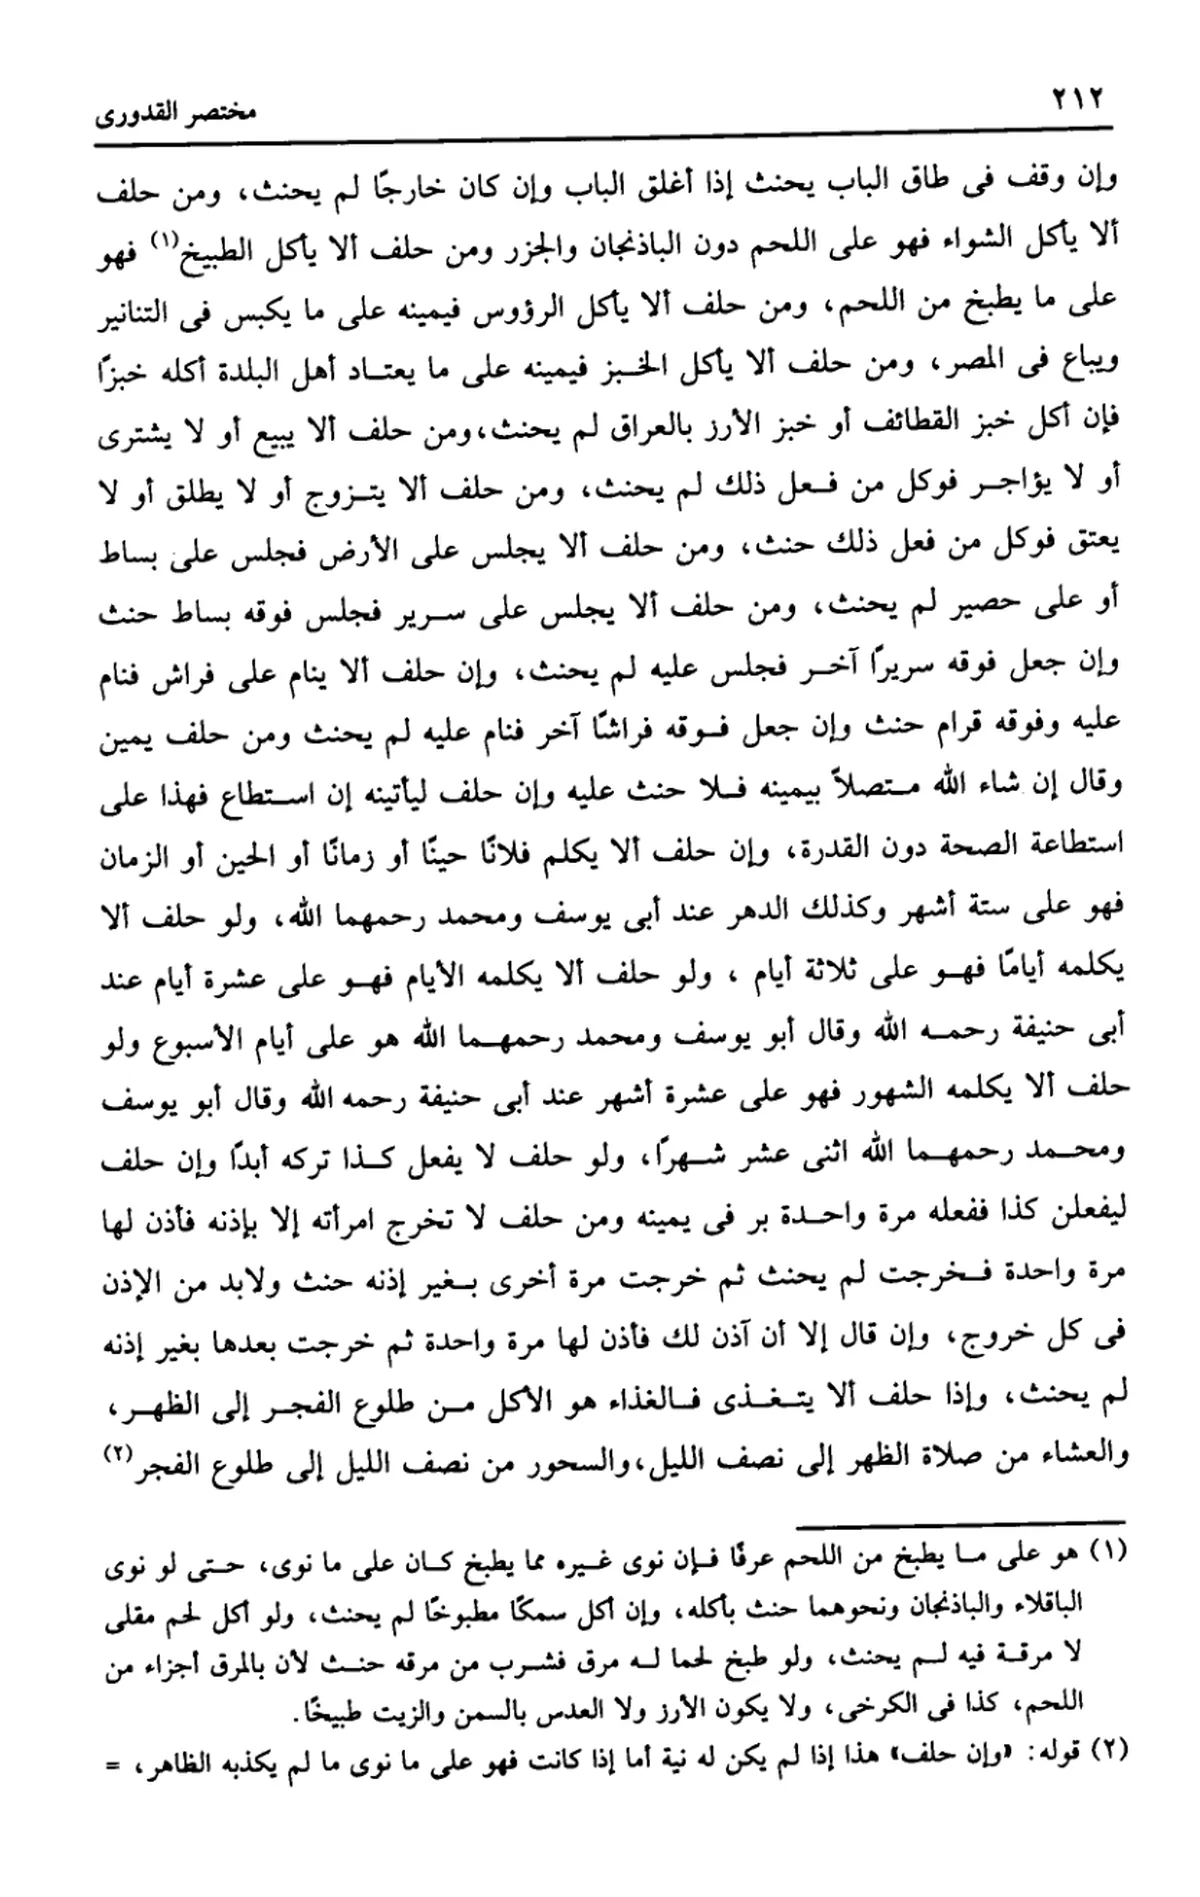 ٢١٢
مختصر القدورى
وإن وقف فى طاق الباب يحنث إذا أغلق الباب وإن كان خارجًا لم يحنث، ومن حلف
ألا يأكل الشواء فهو على اللحم دون الباذنجان والجزر ومن حلف ألا يأكل الطبيخ(١) فهو
على ما يطبخ من اللحم، ومن حلف ألا يأكل الرؤوس فيمينه على ما يكبس فى التنانير
ويباع فى المصر، ومن حلف ألا يأكل الخبز فيمينه على ما يعتاد أهل البلدة أكله خبزًا
فإن أكل خبز القطائف أو خبز الأرز بالعراق لم يحنث،ومن حلف ألا يبيع أو لا يشترى
أو لا يؤاجر فوكل من فعل ذلك لم يحنث، ومن حلف ألا يتزوج أو لا يطلق أو لا
يعتق فوكل من فعل ذلك حنث، ومن حلف ألا يجلس على الأرض فجلس على بساط
أو على حصير لم يحنث، ومن حلف ألا يجلس على سرير فجلس فوقه بساط حنث
وإن جعل فوقه سريرًا آخر فجلس عليه لم يحنث، وإن حلف ألا ينام على فراش فنام
عليه وفوقه قرام حنث وإن جعل فوقه فراشًا آخر فنام عليه لم يحنث ومن حلف يمين
وقال إن شاء الله متصلاً بيمينه فلا حنث عليه وإن حلف ليأتينه إن استطاع فهذا على
استطاعة الصحة دون القدرة، وإن حلف ألا يكلم فلانًا حينًا أو زمانًا أو الحين أو الزمان
فهو على ستة أشهر وكذلك الدهر عند أبى يوسف ومحمد رحمهما الله، ولو حلف ألا
يكلمه أيامًا فهو على ثلاثة أيام ، ولو حلف ألا يكلمه الأيام فهو على عشرة أيام عند
أبى حنيفة رحمه الله وقال أبو يوسف ومحمد رحمهما الله هو على أيام الأسبوع ولو
حلف ألا يكلمه الشهور فهو على عشرة أشهر عند أبى حنيفة رحمه الله وقال أبو يوسف
ومحمد رحمهما الله اثنى عشر شهرًا، ولو حلف لا يفعل كذا تركه أبدًا وإن حلف
ليفعلن كذا ففعله مرة واحدة بر فى يمينه ومن حلف لا تخرج امرأته إلا بإذنه فأذن لها
مرة واحدة فخرجت لم يحنث ثم خرجت مرة أخرى بغير إذنه حنث ولابد من الإذن
فى كل خروج، وإن قال إلا أن آذن لك فأذن لها مرة واحدة ثم خرجت بعدها بغير إذنه
لم يحنث، وإذا حلف ألا يتغذى فالغذاء هو الأكل من طلوع الفجر إلى الظهر،
والعشاء من صلاة الظهر إلى نصف الليل،والسحور من نصف الليل إلى طلوع الفجر(٢)
(١) هو على ما يطبخ من اللحم عرفًا فإن نوى غيره مما يطبخ كان على ما نوى، حتى لو نوى
الباقلاء والباذنجان ونحوهما حنث بأكله، وإن أكل سمكًا مطبوخًا لم يحنث، ولو أكل لحم مقلى
لا مرقة فيه لم يحنث، ولو طبخ لحما له مرق فشرب من مرقه حنث لأن بالمرق أجزاء من
اللحم، كذا فى الكرخى، ولا يكون الأرز ولا العدس بالسمن والزيت طبيخًا.
(٢) قوله: «وإن حلف» هذا إذا لم يكن له نية أما إذا كانت فهو على ما نوى ما لم يكذبه الظاهر، =